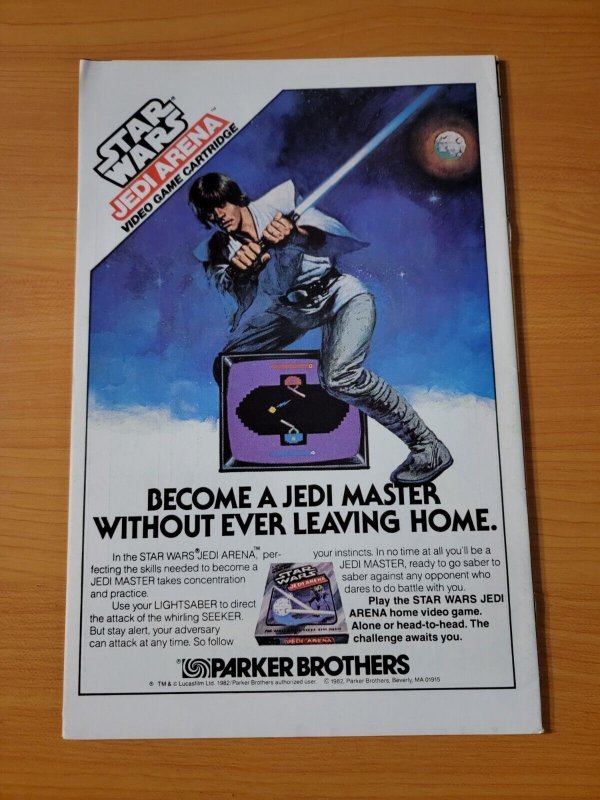 STAR
WARS®
JEDI ARENA™
VIDEO GAME CARTRIDGE
BECOME A JEDI MASTER
WITHOUT EVER LEAVING HOME.
In the STAR WARS® JEDI ARENA,™ per-
fecting the skills needed to become a
JEDI MASTER takes concentration
and practice.
Use your LIGHTSABER to direct
the attack of the whirling SEEKER.
But stay alert, your adversary
can attack at any time. So follow
your instincts. In no time at all you'll be a
JEDI MASTER, ready to go saber to
saber against any opponent who
dares to do battle with you.
Play the STAR WARS JEDI
ARENA home video game.
Alone or head-to-head. The
challenge awaits you.
STAR
WARS
JEDI ARENA
JEDI ARENA
PARKER BROTHERS
® TM & © Lucasfilm Ltd. 1982/Parker Brothers authorized user. © 1982, Parker Brothers, Beverly, MA 01915